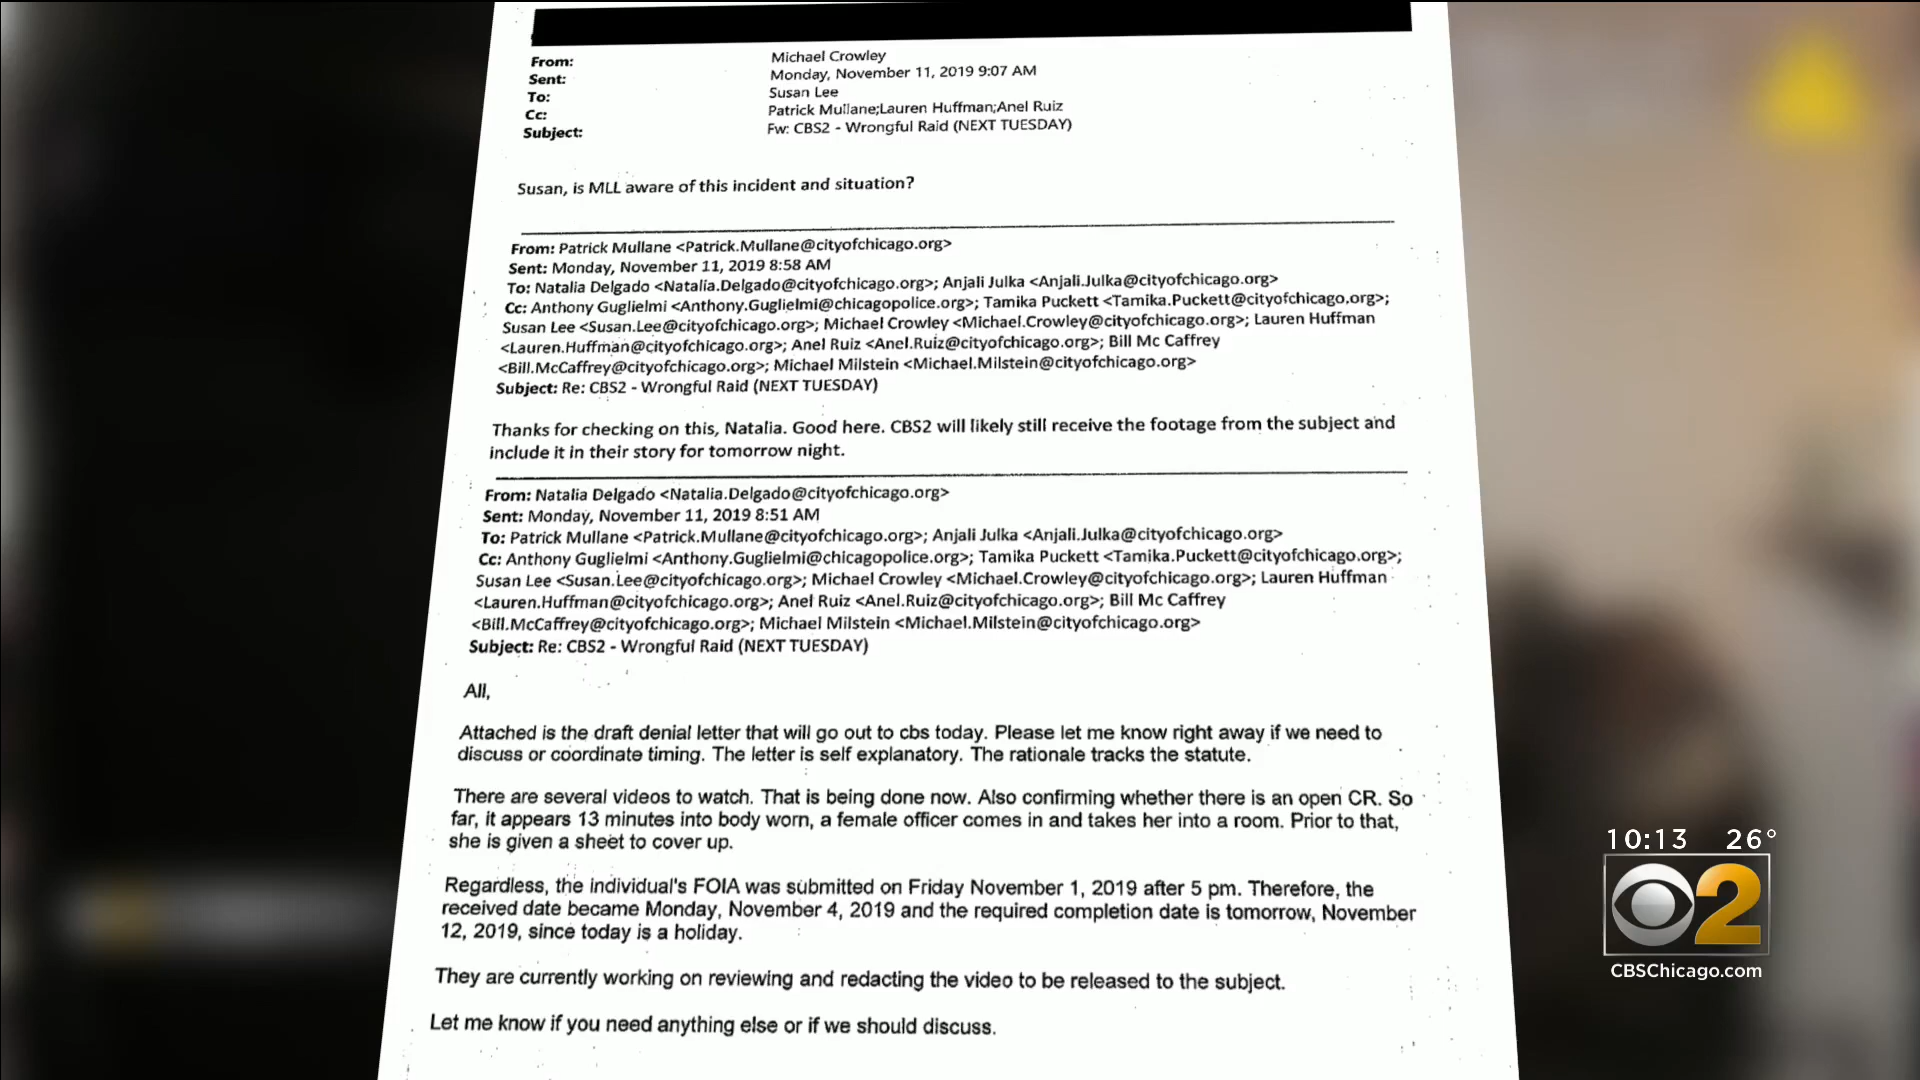 From: Michael Crowley
Sent: Monday, November 11, 2019 9:07 AM
To: Susan Lee
Cc: Patrick Mullane;Lauren Huffman;Anel Ruiz
Subject: Fw: CBS2 - Wrongful Raid (NEXT TUESDAY)
Susan, is MLL aware of this incident and situation?
From: Patrick Mullane <Patrick.Mullane@cityofchicago.org>
Sent: Monday, November 11, 2019 8:58 AM
To: Natalia Delgado <Natalia.Delgado@cityofchicago.org>; Anjali Julka <Anjali.Julka@cityofchicago.org>
Cc: Anthony Guglielmi <Anthony.Guglielmi@chicagopolice.org>; Tamika Puckett <Tamika.Puckett@cityofchicago.org>;
Susan Lee <Susan.Lee@cityofchicago.org>; Michael Crowley <Michael.Crowley@cityofchicago.org>; Lauren Huffman
<Lauren.Huffman@cityofchicago.org>; Anel Ruiz <Anel.Ruiz@cityofchicago.org>; Bill Mc Caffrey
<Bill.McCaffrey@cityofchicago.org>; Michael Milstein <Michael.Milstein@cityofchicago.org>
Subject: Re: CBS2 - Wrongful Raid (NEXT TUESDAY)
Thanks for checking on this, Natalia. Good here. CBS2 will likely still receive the footage from the subject and
include it in their story for tomorrow night.
From: Natalia Delgado <Natalia.Delgado@cityofchicago.org>
Sent: Monday, November 11, 2019 8:51 AM
To: Patrick Mullane <Patrick.Mullane@cityofchicago.org>; Anjali Julka <Anjali.Julka@cityofchicago.org>
Cc: Anthony Guglielmi <Anthony.Guglielmi@chicagopolice.org>; Tamika Puckett <Tamika.Puckett@cityofchicago.org>;
Susan Lee <Susan.Lee@cityofchicago.org>; Michael Crowley <Michael.Crowley@cityofchicago.org>; Lauren Huffman
<Lauren.Huffman@cityofchicago.org>; Anel Ruiz <Anel.Ruiz@cityofchicago.org>; Bill Mc Caffrey
<Bill.McCaffrey@cityofchicago.org>; Michael Milstein <Michael.Milstein@cityofchicago.org>
Subject: Re: CBS2 - Wrongful Raid (NEXT TUESDAY)
All,
Attached is the draft denial letter that will go out to cbs today. Please let me know right away if we need to
discuss or coordinate timing. The letter is self explanatory. The rationale tracks the statute.
There are several videos to watch. That is being done now. Also confirming whether there is an open CR. So
far, it appears 13 minutes into body worn, a female officer comes in and takes her into a room. Prior to that,
she is given a sheet to cover up.
Regardless, the individual's FOIA was submitted on Friday November 1, 2019 after 5 pm. Therefore, the
received date became Monday, November 4, 2019 and the required completion date is tomorrow, November
12, 2019, since today is a holiday.
They are currently working on reviewing and redacting the video to be released to the subject.
Let me know if you need anything else or if we should discuss.
10:13 26°
2
CBSChicago.com